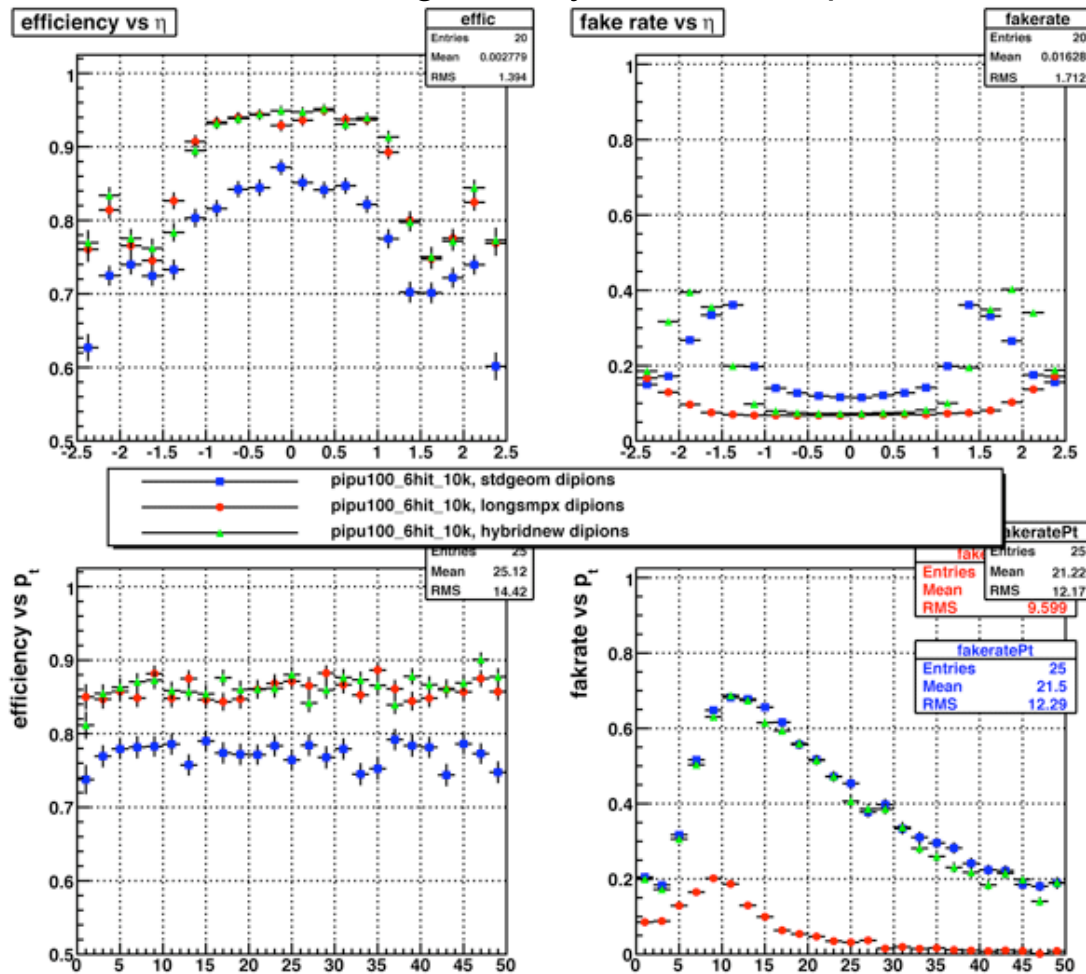 efficiency vs η
effic
Entries 20
Mean 0.002779
RMS 1.394
1
0.9
0.8
0.7
0.6
0.5
-2.5 -2 -1.5 -1 -0.5 0 0.5 1 1.5 2 2.5
fake rate vs η
fakerate
Entries 20
Mean 0.01628
RMS 1.712
1
0.8
0.6
0.4
0.2
0
-2.5 -2 -1.5 -1 -0.5 0 0.5 1 1.5 2 2.5
pipu100_6hit_10k, stdgeom dipions
pipu100_6hit_10k, longsmpx dipions
pipu100_6hit_10k, hybridnew dipions
efficiency vs pt
Entries 25
Mean 25.12
RMS 14.42
1
0.9
0.8
0.7
0.6
0.5
0 5 10 15 20 25 30 35 40 45 50
fakrate vs pt
akeratePt
Entries 25
Mean 21.22
RMS 12.17
fake
Entries
Mean
RMS 9.599
fakeratePt
Entries 25
Mean 21.5
RMS 12.29
1
0.8
0.6
0.4
0.2
0
0 5 10 15 20 25 30 35 40 45 50